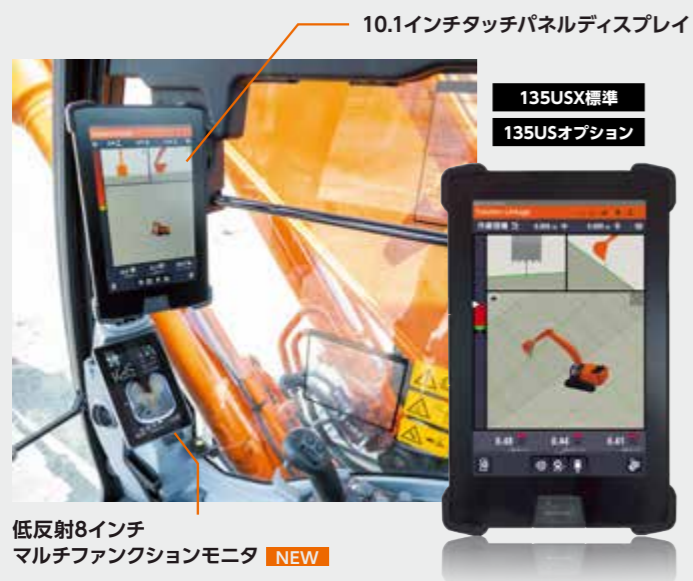 10.1インチタッチパネルディスプレイ
135USX標準
135USオプション
低反射8インチ
マルチファンクションモニタ NEW